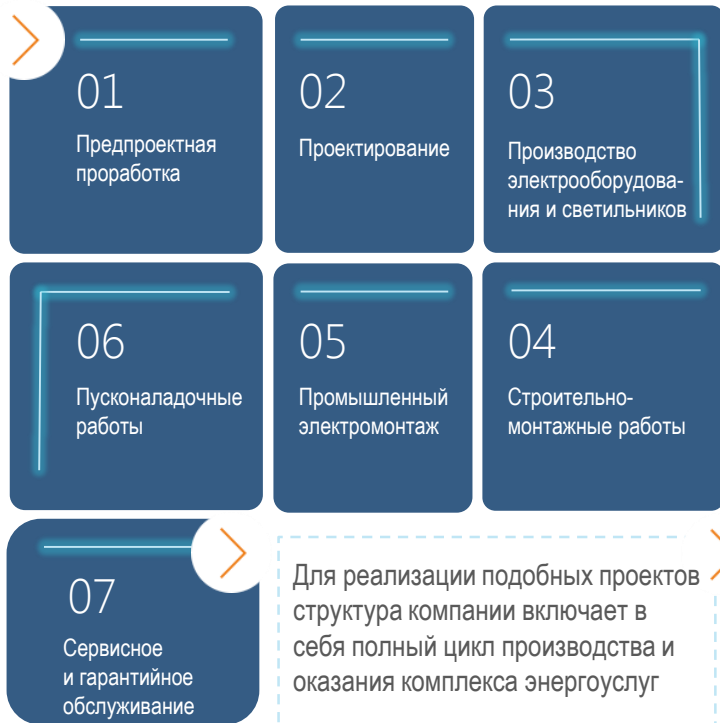 01
Предпроектная
проработка
02
Проектирование
03
Производство
электрооборудова-
ния и светильников
06
Пусконаладочные
работы
05
Промышленный
электромонтаж
04
Строительно-
монтажные работы
07
Сервисное
и гарантийное
обслуживание
Для реализации подобных проектов
структура компании включает в
себя полный цикл производства и
оказания комплекса энергоуслуг